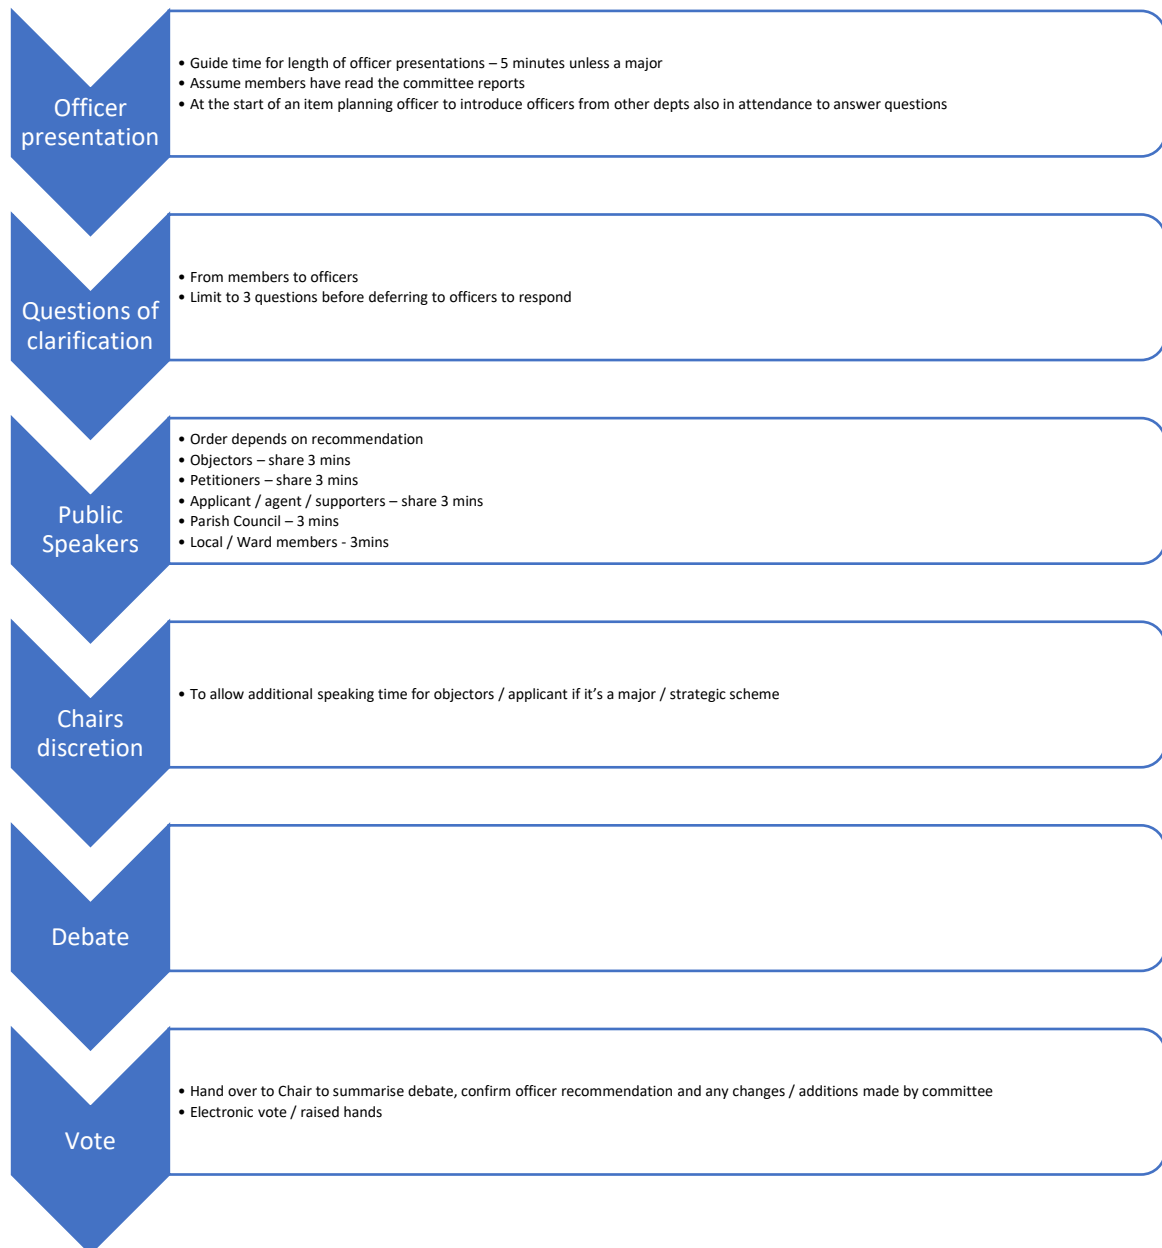 Officer
presentation
• Guide time for length of officer presentations – 5 minutes unless a major
• Assume members have read the committee reports
• At the start of an item planning officer to introduce officers from other depts also in attendance to answer questions
Questions of
clarification
• From members to officers
• Limit to 3 questions before deferring to officers to respond
Public
Speakers
• Order depends on recommendation
• Objectors – share 3 mins
• Petitioners – share 3 mins
• Applicant / agent / supporters – share 3 mins
• Parish Council – 3 mins
• Local / Ward members - 3mins
Chairs
discretion
• To allow additional speaking time for objectors / applicant if it’s a major / strategic scheme
Debate
Vote
• Hand over to Chair to summarise debate, confirm officer recommendation and any changes / additions made by committee
• Electronic vote / raised hands